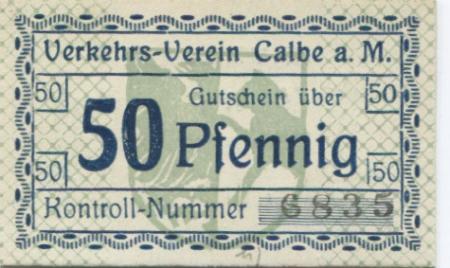 Verkehrs-Verein Calbe a. M.
50 Gutschein über 50
50 Pfennig
50 50
Kontroll-Nummer 6835